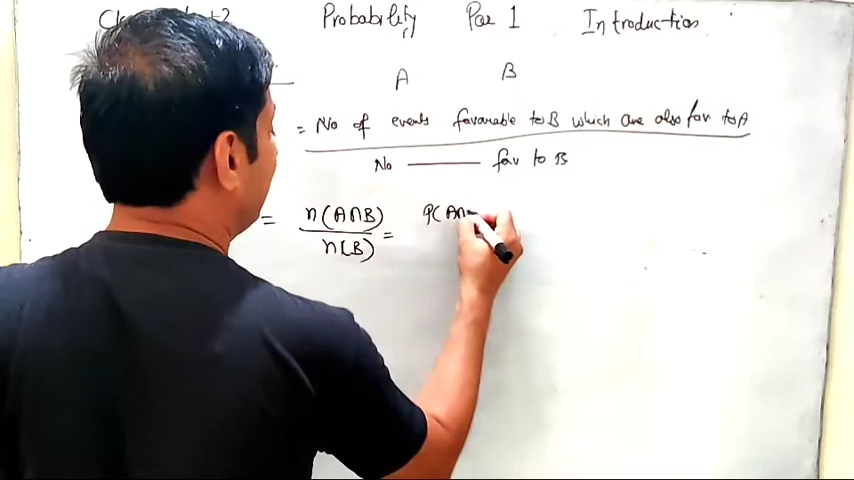 Probability Par 1 Introduction
A B
= No of events favourable to B which are also fav to A
No ——— fav to B
= n(A∩B) / n(B) = P(A∩